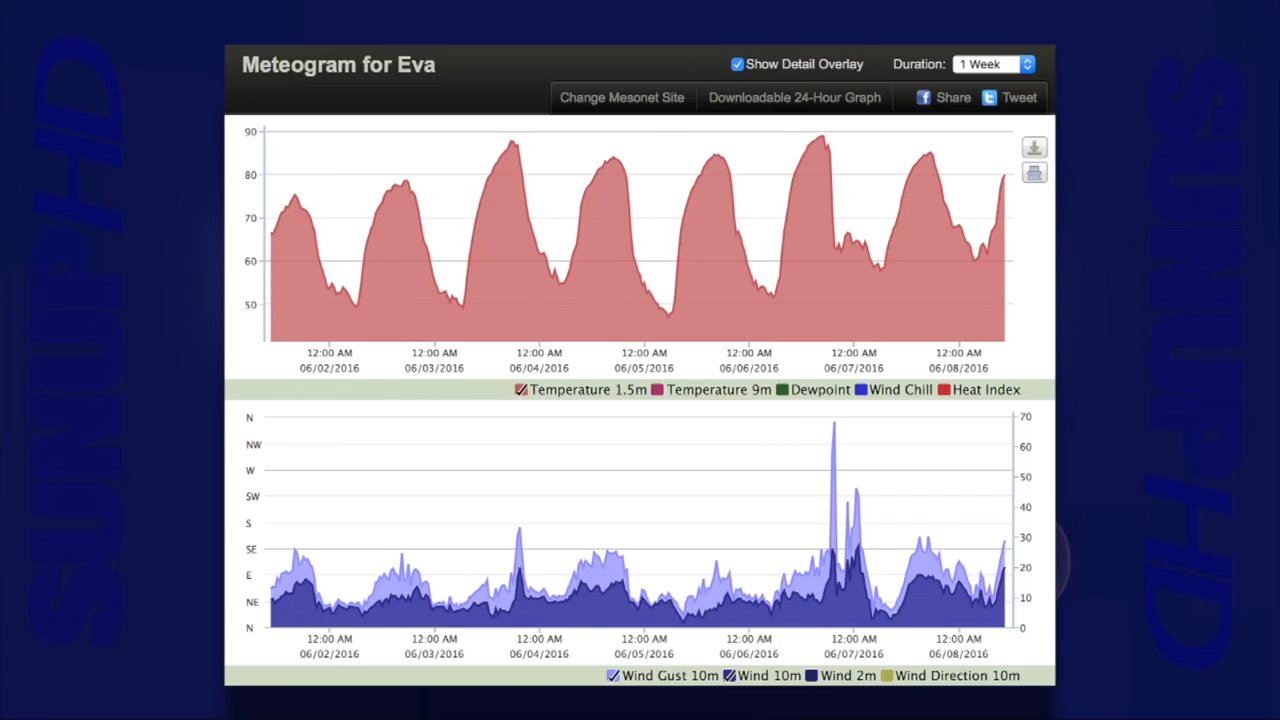 Meteogram for Eva
Show Detail Overlay Duration: 1 Week
Change Mesonet Site Downloadable 24-Hour Graph Share Tweet
90
80
70
60
50
12:00 AM 12:00 AM 12:00 AM 12:00 AM 12:00 AM 12:00 AM 12:00 AM
06/02/2016 06/03/2016 06/04/2016 06/05/2016 06/06/2016 06/07/2016 06/08/2016
Temperature 1.5m Temperature 9m Dewpoint Wind Chill Heat Index
N 70
NW 60
W 50
SW 40
S 30
SE 20
E 10
NE 0
N
12:00 AM 12:00 AM 12:00 AM 12:00 AM 12:00 AM 12:00 AM 12:00 AM
06/02/2016 06/03/2016 06/04/2016 06/05/2016 06/06/2016 06/07/2016 06/08/2016
Wind Gust 10m Wind 10m Wind 2m Wind Direction 10m
SUNUPHD
SUNUPHD